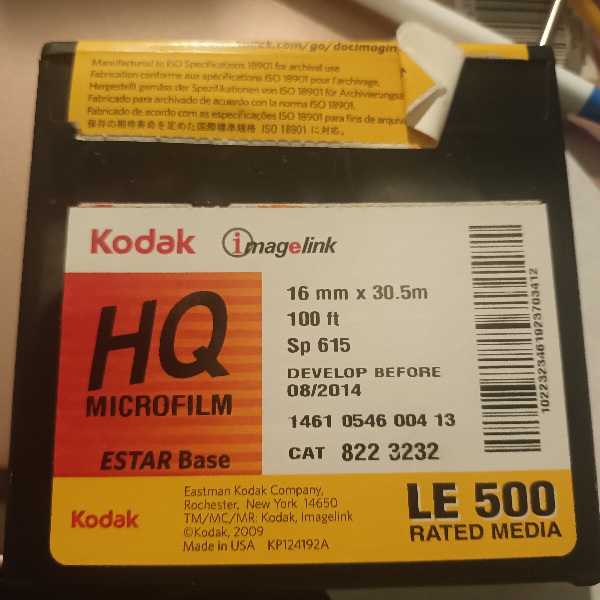 .com/go/docimagin
Manufactured to ISO Specifications 18901 for archival use
Fabrication conforme aux spécifications ISO 18901 pour l'archivage.
Hergestellt gemäss der Spezifikationen von ISO 18901 für Archivierungs
Fabricado para archivado de acuerdo con la norma ISO 18901.
Fabricado de acordo com as especificações ISO 18901 para fins de arquiv
保存の期待寿命を定めた国際標準規格 ISO 18901 に対応。
Kodak imagelink
HQ
MICROFILM
ESTAR Base
16 mm x 30.5m
100 ft
Sp 615
DEVELOP BEFORE
08/2014
1461 0546 004 13
CAT 822 3232
1022323461923703412
Kodak
Eastman Kodak Company,
Rochester, New York 14650
TM/MC/MR: Kodak, Imagelink
©Kodak, 2009
Made in USA KP124192A
LE 500
RATED MEDIA